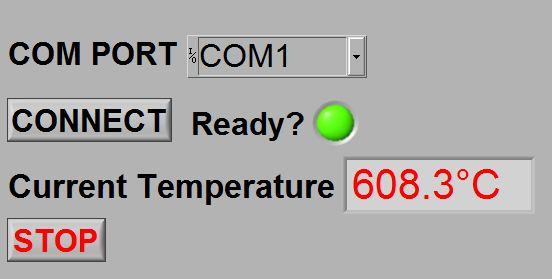 COM PORT I/O COM1
CONNECT Ready?
Current Temperature 608.3°C
STOP